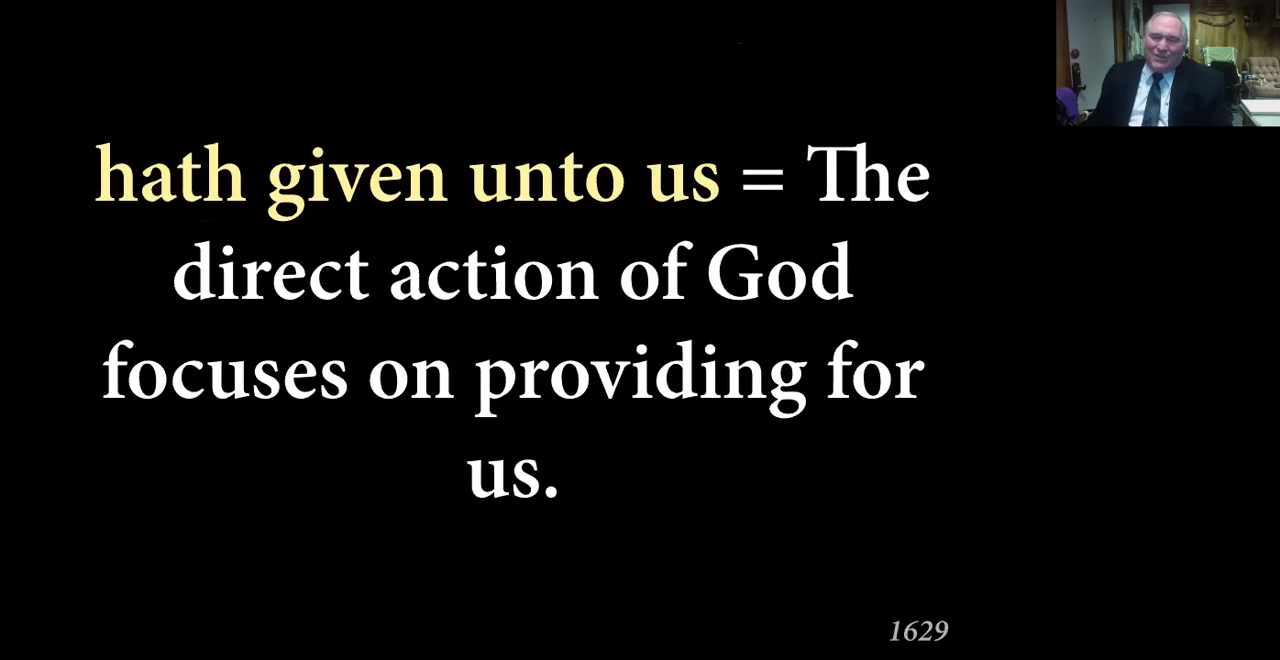 hath given unto us = The
direct action of God
focuses on providing for
us.
1629